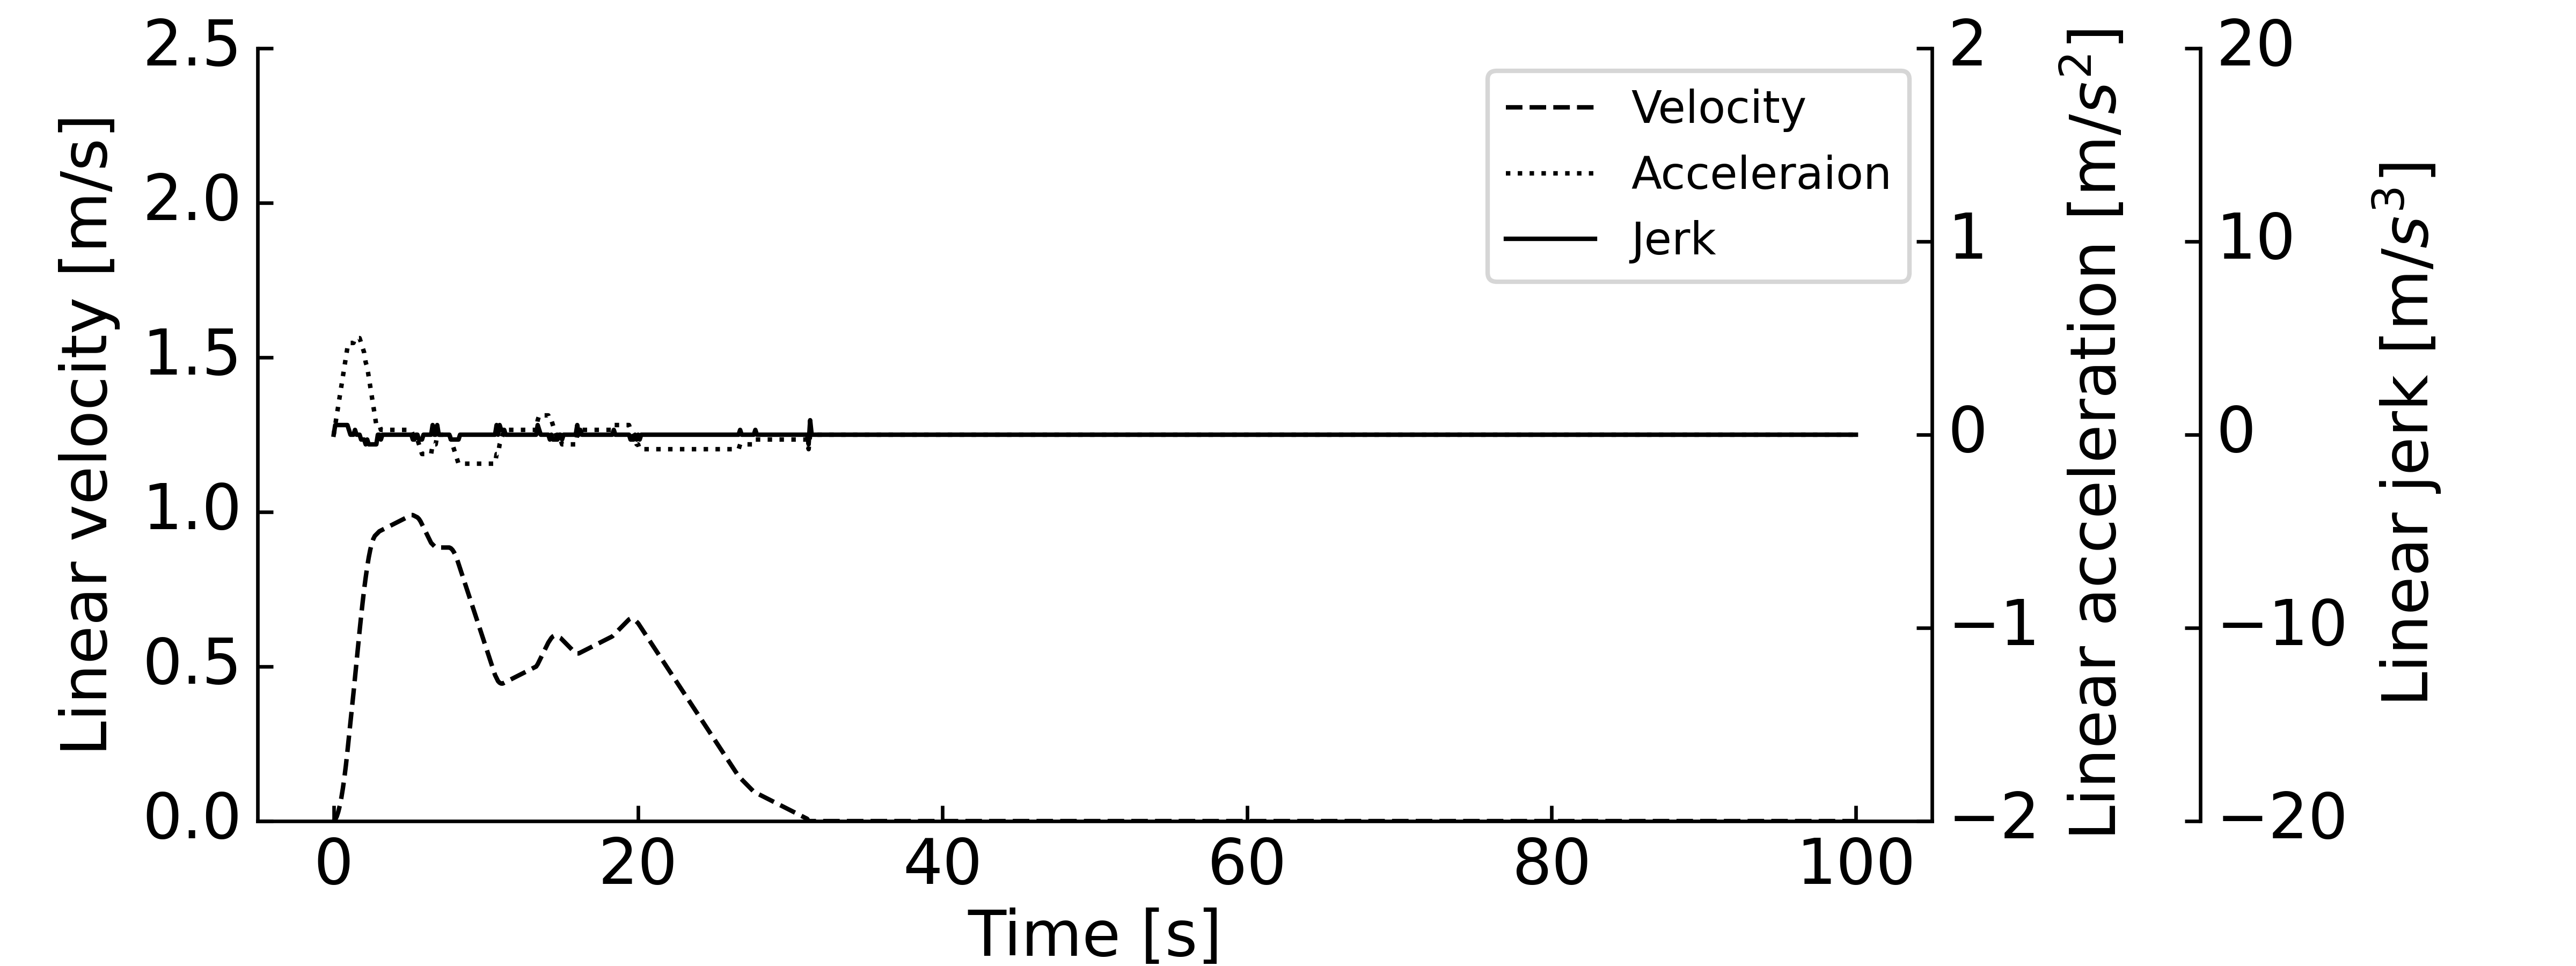 Linear velocity [m/s]
2.5
2.0
1.5
1.0
0.5
0.0
0 20 40 60 80 100
Time [s]
Velocity
Acceleraion
Jerk
2
1
0
−1
−2
Linear acceleration [m/s²]
20
10
0
−10
−20
Linear jerk [m/s³]